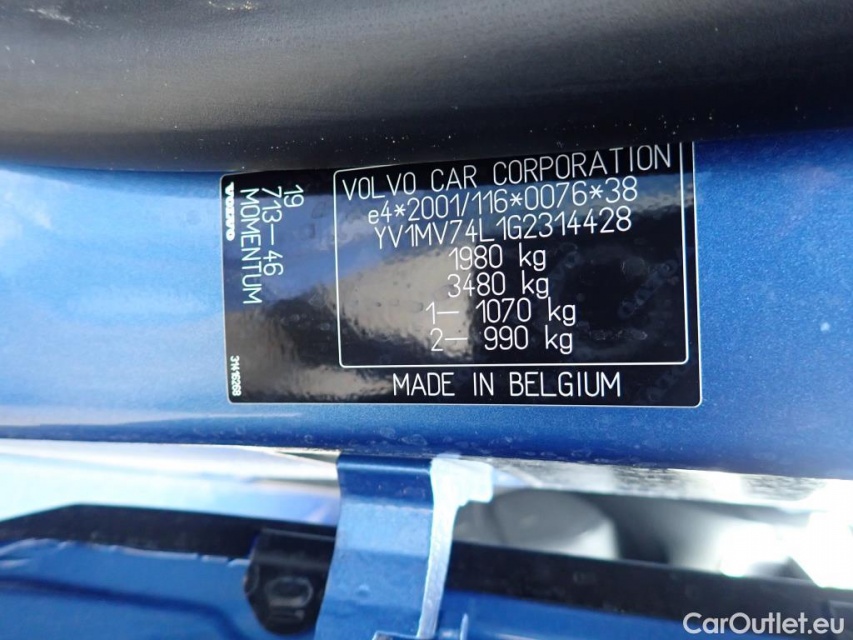 VOLVO
19
713—46
MOMENTUM
VOLVO CAR CORPORATION
e4*2001/116*0076*38
YV1MV74L1G2314428
1980 kg
3480 kg
1— 1070 kg
2— 990 kg
MADE IN BELGIUM
CarOutlet.eu